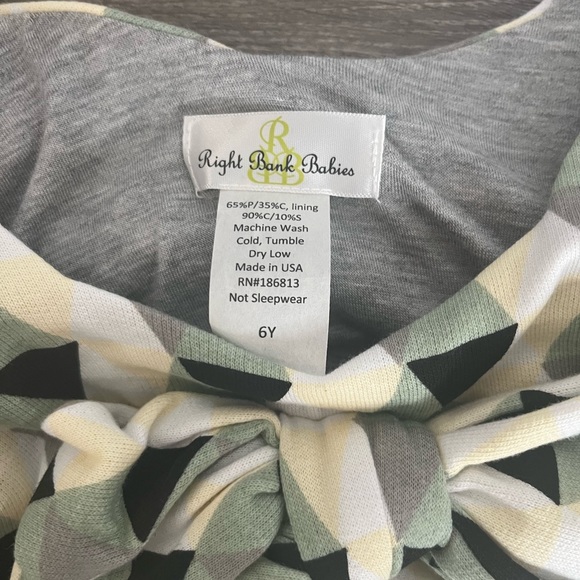 R
BB
Right Bank Babies
65%P/35%C, lining
90%C/10%S
Machine Wash
Cold, Tumble
Dry Low
Made in USA
RN#186813
Not Sleepwear
6Y